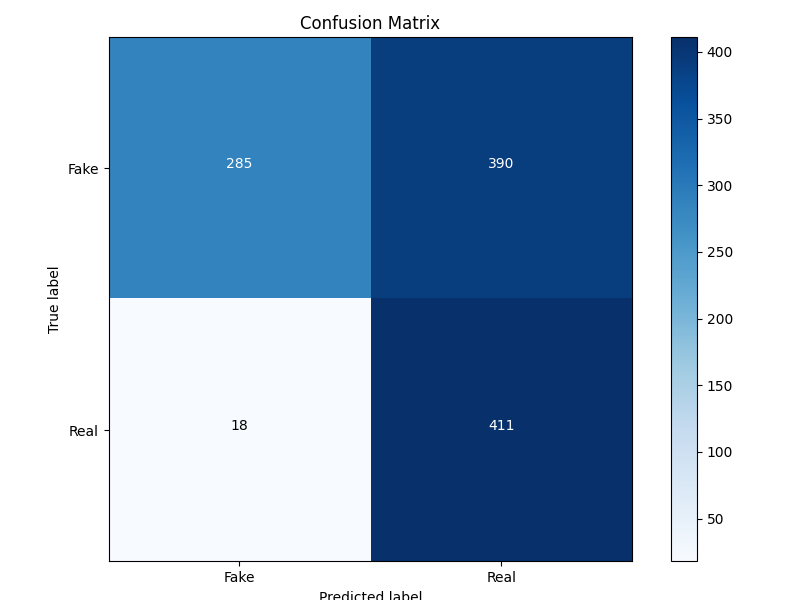 Confusion Matrix
Fake
285
390
Real
18
411
True label
Fake
Real
Predicted label
400
350
300
250
200
150
100
50